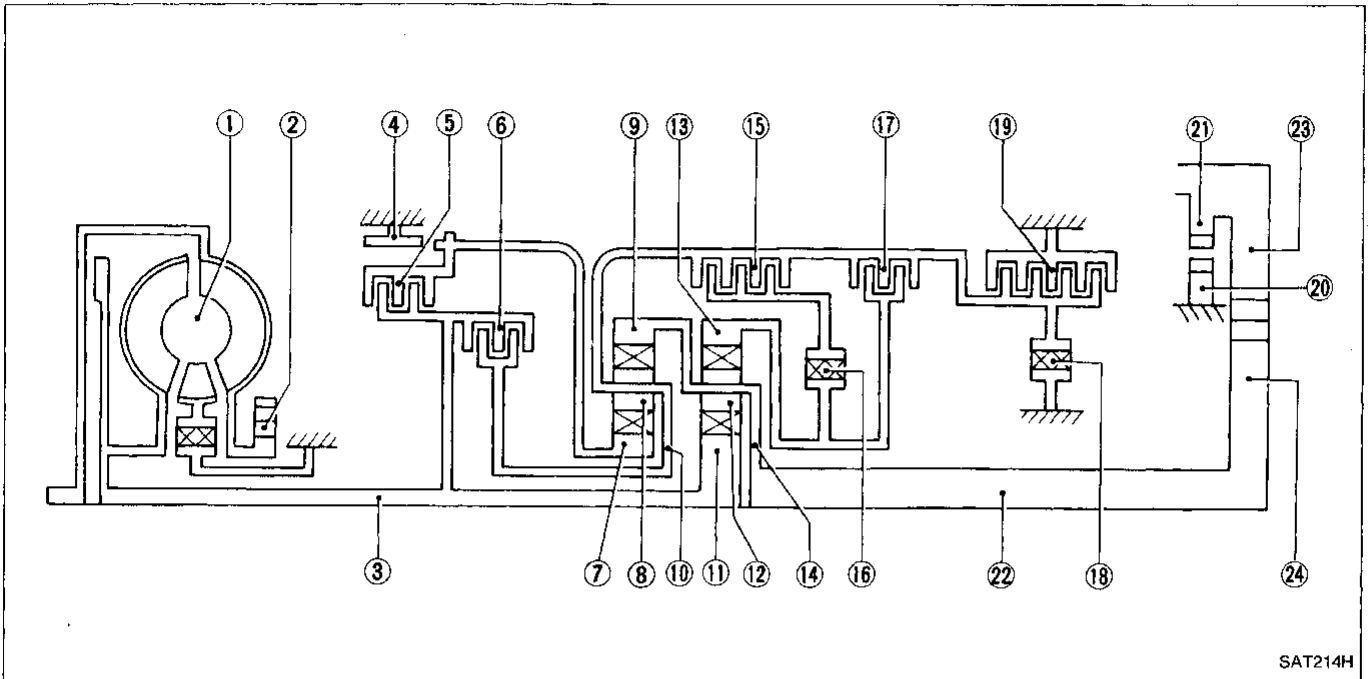 ① ② ④ ⑤ ⑥ ⑨ ⑬ ⑮ ⑰ ⑲ ㉑ ㉓
⑳
③ ⑦ ⑧ ⑩ ⑪ ⑫ ⑭ ⑯ ㉒ ⑱ ㉔
SAT214H